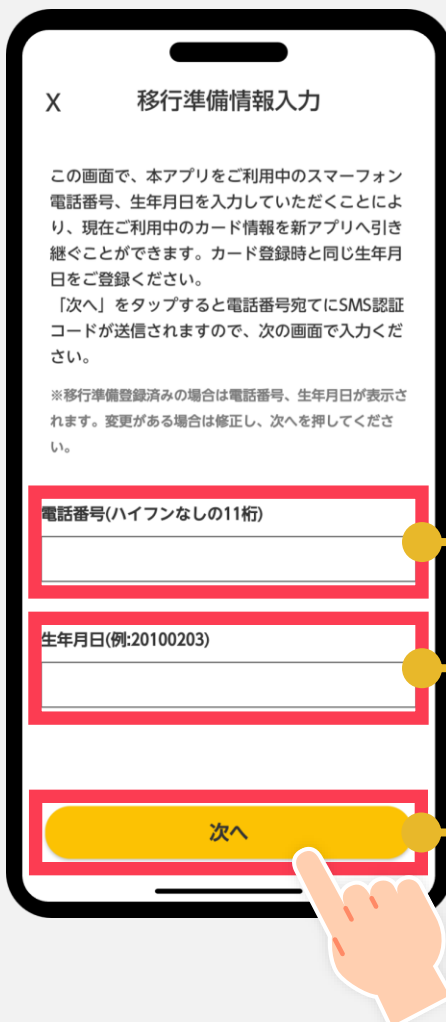 X 移行準備情報入力
この画面で、本アプリをご利用中のスマーフォン
電話番号、生年月日を入力していただくことによ
り、現在ご利用中のカード情報を新アプリへ引き
継ぐことができます。カード登録時と同じ生年月
日をご登録ください。
「次へ」をタップすると電話番号宛てにSMS認証
コードが送信されますので、次の画面で入力くだ
さい。
※移行準備登録済みの場合は電話番号、生年月日が表示さ
れます。変更がある場合は修正し、次へを押してくださ
い。
電話番号(ハイフンなしの11桁)
生年月日(例:20100203)
次へ